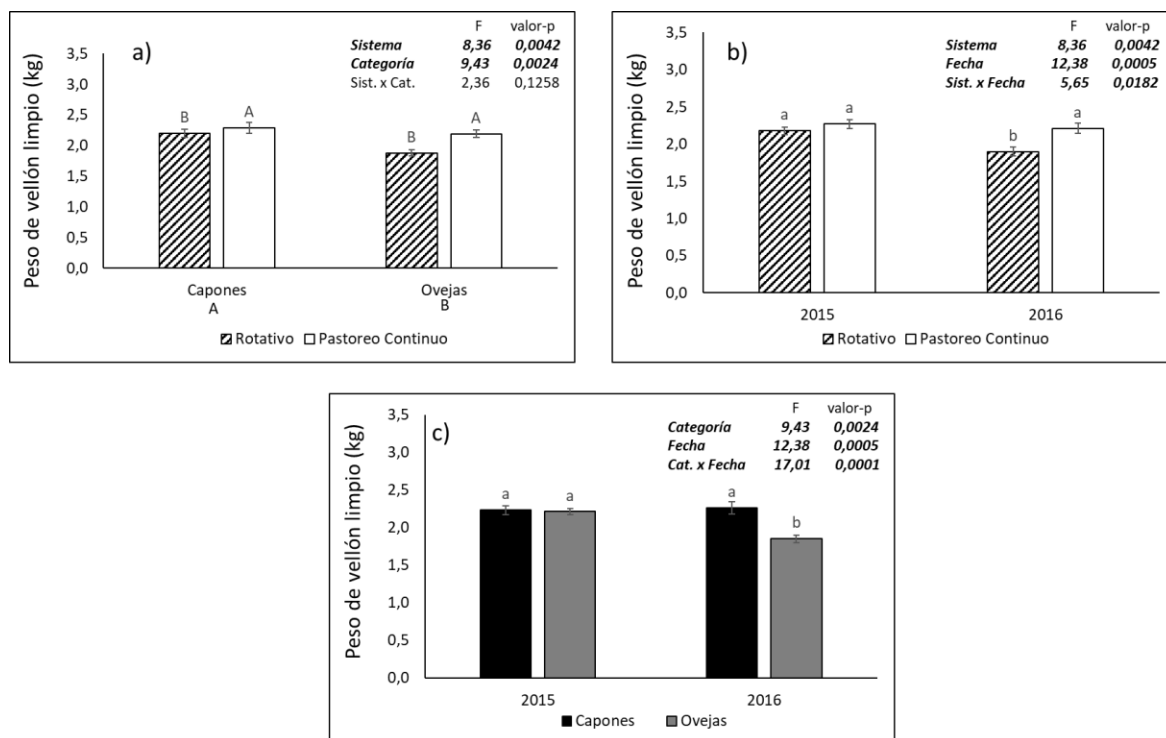 a)
F valor-p
Sistema 8,36 0,0042
Categoría 9,43 0,0024
Sist. x Cat. 2,36 0,1258
Peso de vellón limpio (kg)
3,5
3,0
2,5
2,0
1,5
1,0
0,5
0,0
B A B A
Capones Ovejas
A B
Rotativo Pastoreo Continuo
b)
F valor-p
Sistema 8,36 0,0042
Fecha 12,38 0,0005
Sist. x Fecha 5,65 0,0182
Peso de vellón limpio (kg)
3,5
3,0
2,5
2,0
1,5
1,0
0,5
0,0
a a b a
2015 2016
Rotativo Pastoreo Continuo
c)
F valor-p
Categoría 9,43 0,0024
Fecha 12,38 0,0005
Cat. x Fecha 17,01 0,0001
Peso de vellón limpio (kg)
3,5
3,0
2,5
2,0
1,5
1,0
0,5
0,0
a a a b
2015 2016
Capones Ovejas